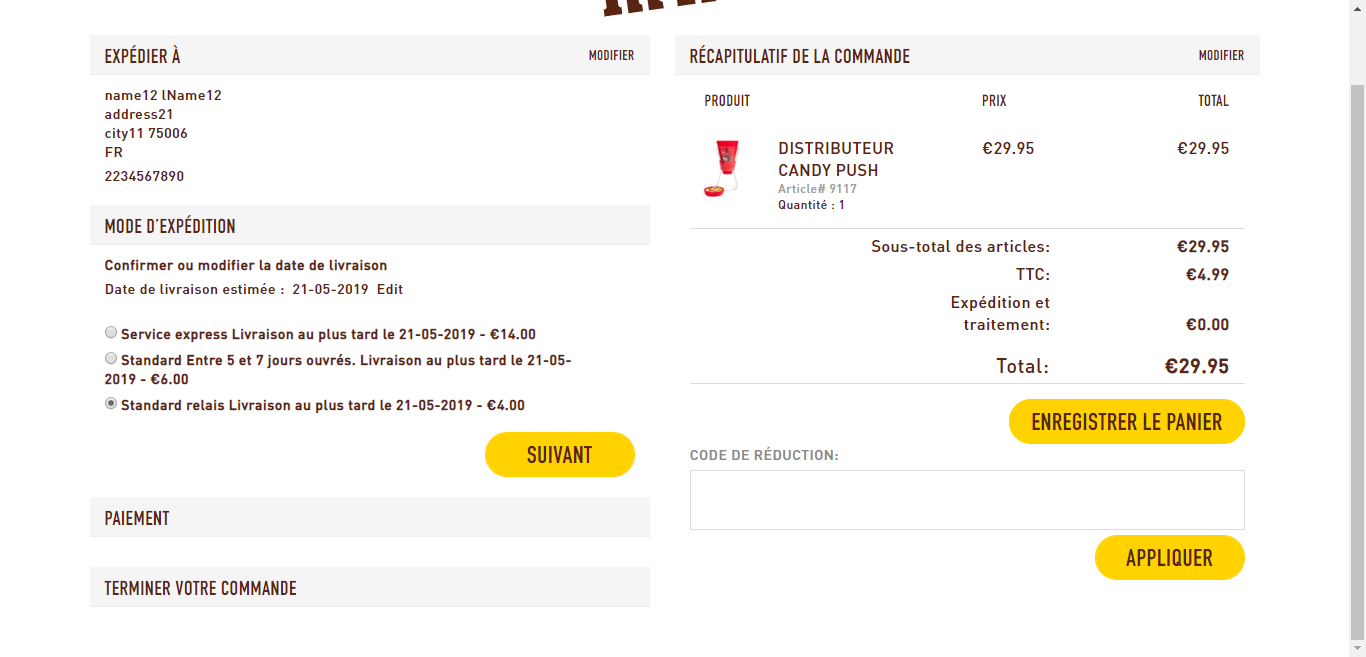 EXPÉDIER À
MODIFIER
name12 lName12
address21
city11 75006
FR
2234567890
MODE D'EXPÉDITION
Confirmer ou modifier la date de livraison
Date de livraison estimée : 21-05-2019 Edit
Service express Livraison au plus tard le 21-05-2019 - €14.00
Standard Entre 5 et 7 jours ouvrés. Livraison au plus tard le 21-05-
2019 - €6.00
Standard relais Livraison au plus tard le 21-05-2019 - €4.00
SUIVANT
PAIEMENT
TERMINER VOTRE COMMANDE
RÉCAPITULATIF DE LA COMMANDE
MODIFIER
PRODUIT PRIX TOTAL
DISTRIBUTEUR €29.95 €29.95
CANDY PUSH
Article# 9117
Quantité : 1
Sous-total des articles: €29.95
TTC: €4.99
Expédition et
traitement: €0.00
Total: €29.95
ENREGISTRER LE PANIER
CODE DE RÉDUCTION:
APPLIQUER